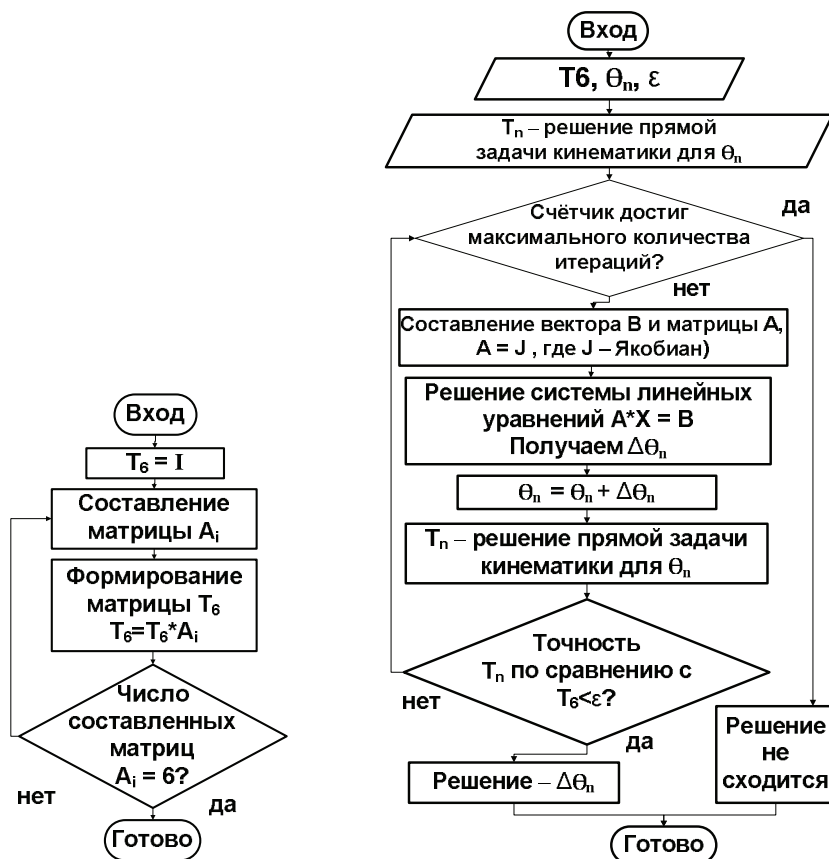 Вход
T₆ = I
Составление
матрицы Aᵢ
Формирование
матрицы T₆
T₆=T₆*Aᵢ
Число
составленных
матриц
Aᵢ = 6?
нет
да
Готово
Вход
T6, Θₙ, ε
Tₙ – решение прямой
задачи кинематики для Θₙ
Счётчик достиг
максимального количества
итераций?
да
нет
Составление вектора B и матрицы A,
A = J , где J – Якобиан)
Решение системы линейных
уравнений A*X = B
Получаем ΔΘₙ
Θₙ = Θₙ + ΔΘₙ
Tₙ – решение прямой задачи
кинематики для Θₙ
Точность
Tₙ по сравнению с
T₆<ε?
нет
да
Решение – ΔΘₙ
Решение
не
сходится
Готово